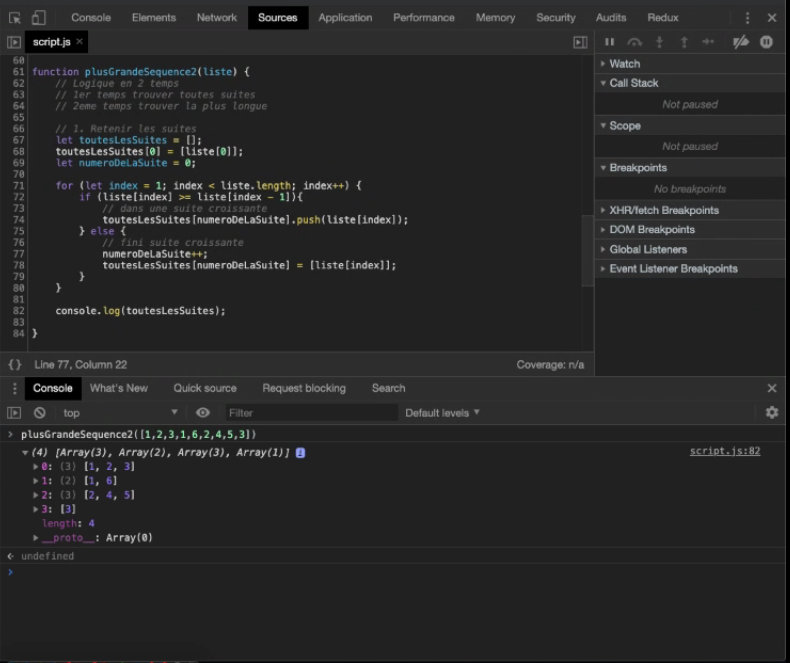 Console Elements Network Sources Application Performance Memory Security Audits Redux
script.js ×
60
61 function plusGrandeSequence2(liste) {
62 // Logique en 2 temps
63 // 1er temps trouver toutes suites
64 // 2eme temps trouver la plus longue
65
66 // 1. Retenir les suites
67 let toutesLesSuites = [];
68 toutesLesSuites[0] = [liste[0]];
69 let numeroDeLaSuite = 0;
70
71 for (let index = 1; index < liste.length; index++) {
72 if (liste[index] >= liste[index - 1]){
73 // dans une suite croissante
74 toutesLesSuites[numeroDeLaSuite].push(liste[index]);
75 } else {
76 // fini suite croissante
77 numeroDeLaSuite++;
78 toutesLesSuites[numeroDeLaSuite] = [liste[index]];
79 }
80 }
81
82 console.log(toutesLesSuites);
83
84 }
{} Line 77, Column 22 Coverage: n/a
Watch
Call Stack
Not paused
Scope
Not paused
Breakpoints
No breakpoints
XHR/fetch Breakpoints
DOM Breakpoints
Global Listeners
Event Listener Breakpoints
Console What's New Quick source Request blocking Search
top Filter Default levels
> plusGrandeSequence2([1,2,3,1,6,2,4,5,3])
(4) [Array(3), Array(2), Array(3), Array(1)] i script.js:82
0: (3) [1, 2, 3]
1: (2) [1, 6]
2: (3) [2, 4, 5]
3: [3]
length: 4
__proto__: Array(0)
undefined
>